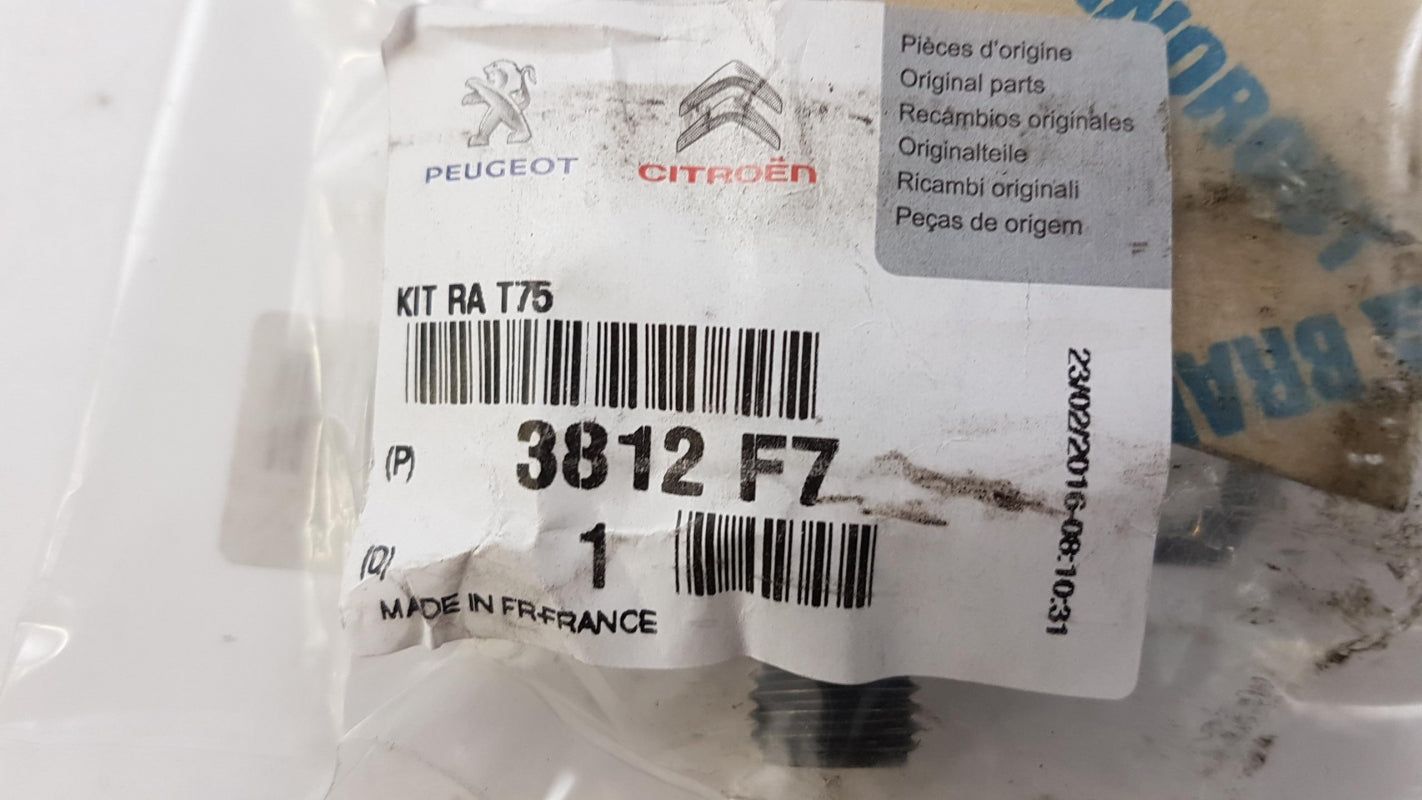 PEUGEOT
CITROËN
Pièces d'origine
Original parts
Recambios originales
Originalteile
Ricambi originali
Peças de origem
KIT RA T75
(P) 3812 F7
(Q) 1
MADE IN FR-FRANCE
23/02/2016-08:10:31